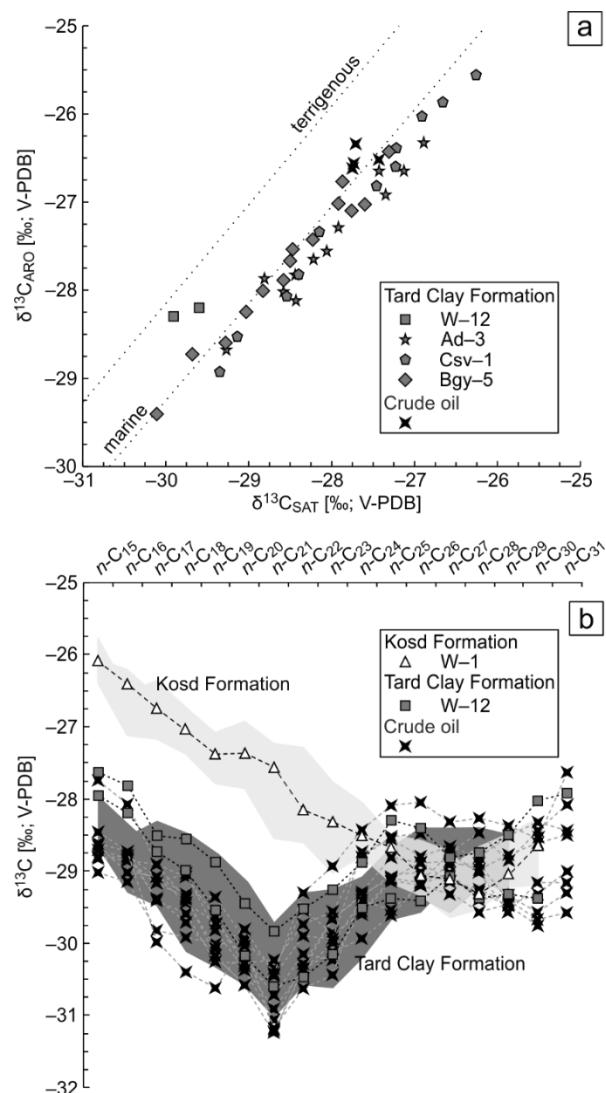 a
–25
–26
–27
–28
–29
–30
δ¹³C_ARO [‰; V-PDB]
terrigenous
marine
Tard Clay Formation
W–12
Ad–3
Csv–1
Bgy–5
Crude oil
–31 –30 –29 –28 –27 –26 –25
δ¹³C_SAT [‰; V-PDB]
n-C₁₅ n-C₁₆ n-C₁₇ n-C₁₈ n-C₁₉ n-C₂₀ n-C₂₁ n-C₂₂ n-C₂₃ n-C₂₄ n-C₂₅ n-C₂₆ n-C₂₇ n-C₂₈ n-C₂₉ n-C₃₀ n-C₃₁
b
–25
–26
–27
–28
–29
–30
–31
–32
δ¹³C [‰; V-PDB]
Kosd Formation
Kosd Formation
W–1
Tard Clay Formation
W–12
Crude oil
Tard Clay Formation